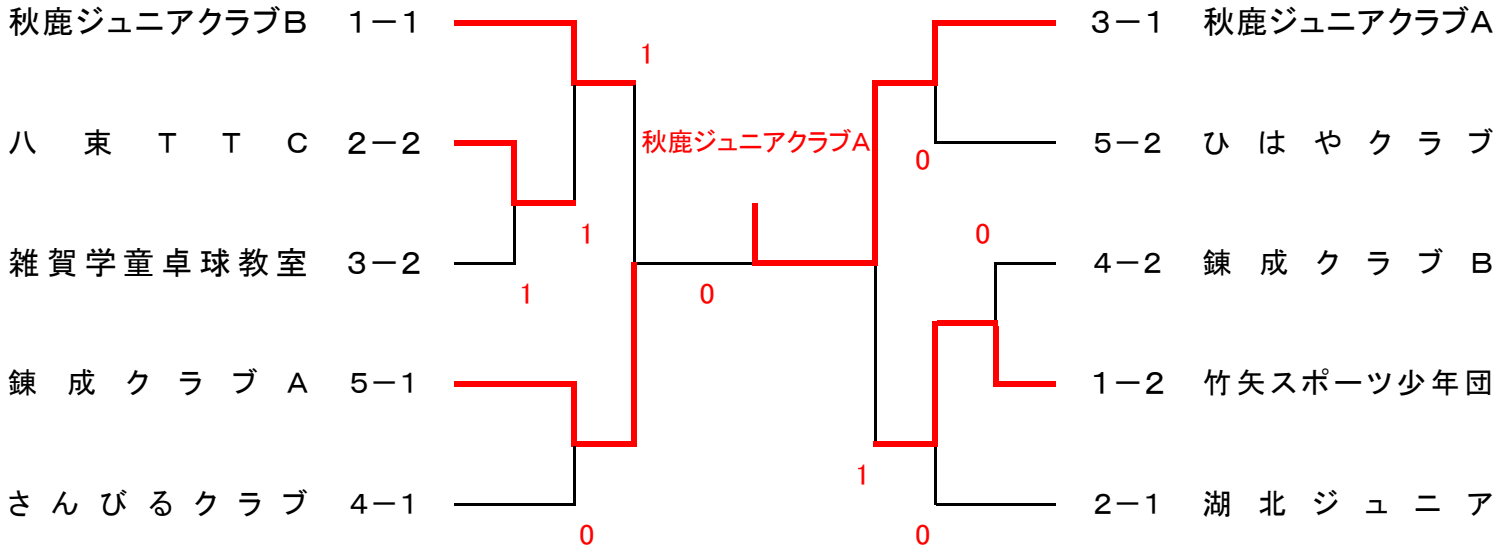 秋鹿ジュニアクラブB 1－1 3－1 秋鹿ジュニアクラブA
1
八東TTC 2－2 秋鹿ジュニアクラブA 5－2 ひはやクラブ
0
1 0
雑賀学童卓球教室 3－2 4－2 錬成クラブB
1 0
錬成クラブA 5－1 1－2 竹矢スポーツ少年団
1
さんびるクラブ 4－1 2－1 湖北ジュニア
0 0